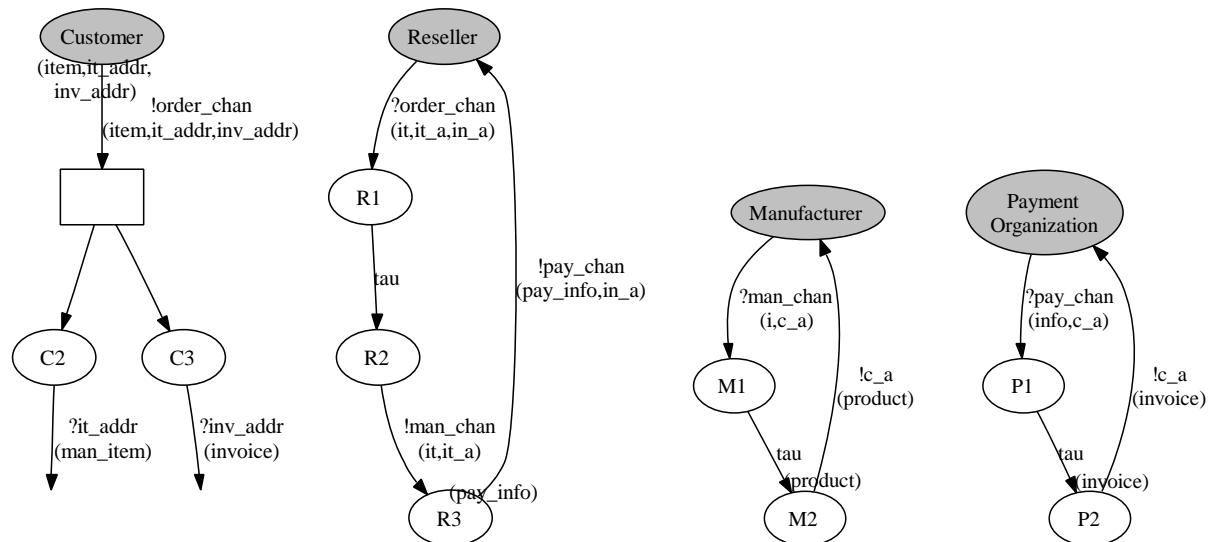 Customer
(item,it_addr,
inv_addr)
!order_chan
(item,it_addr,inv_addr)
C2
C3
?it_addr
(man_item)
?inv_addr
(invoice)
Reseller
?order_chan
(it,it_a,in_a)
R1
tau
R2
!man_chan
(it,it_a)
(pay_info)
R3
!pay_chan
(pay_info,in_a)
Manufacturer
?man_chan
(i,c_a)
M1
tau
(product)
M2
!c_a
(product)
Payment
Organization
?pay_chan
(info,c_a)
P1
tau
(invoice)
P2
!c_a
(invoice)